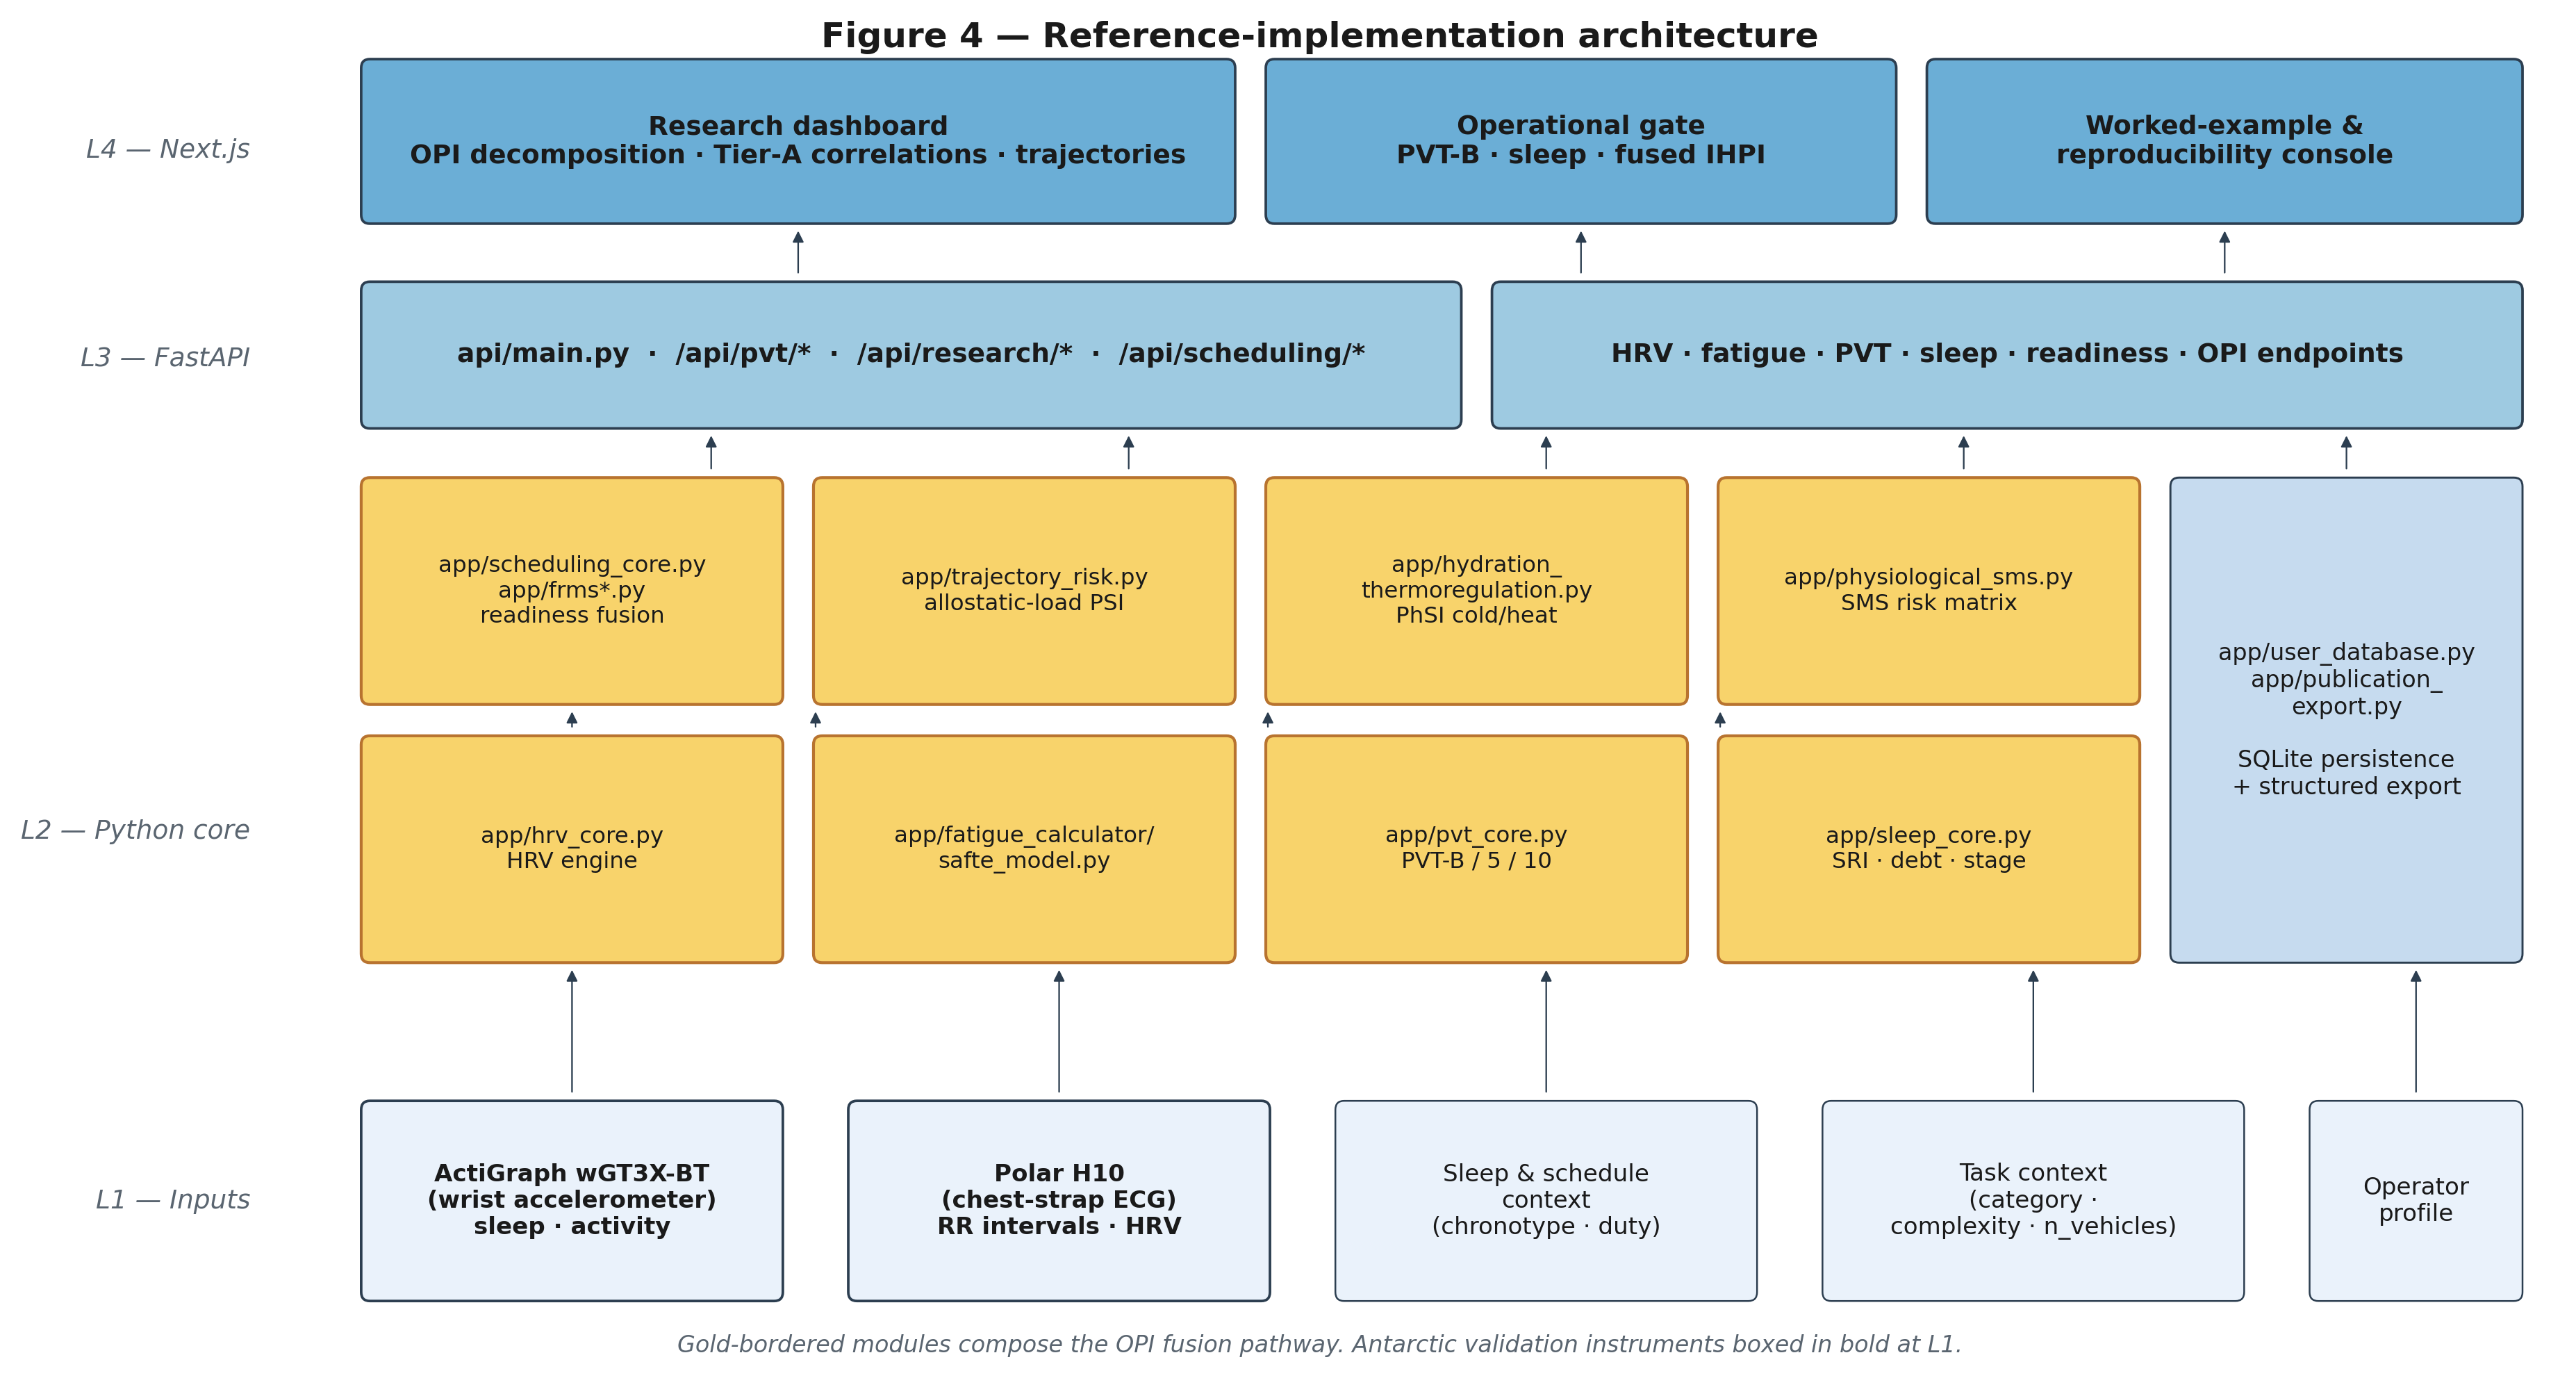 Figure 4 — Reference-implementation architecture
L4 — Next.js
Research dashboard
OPI decomposition · Tier-A correlations · trajectories
Operational gate
PVT-B · sleep · fused IHPI
Worked-example &
reproducibility console
L3 — FastAPI
api/main.py · /api/pvt/* · /api/research/* · /api/scheduling/*
HRV · fatigue · PVT · sleep · readiness · OPI endpoints
L2 — Python core
app/scheduling_core.py
app/frms*.py
readiness fusion
app/trajectory_risk.py
allostatic-load PSI
app/hydration_
thermoregulation.py
PhSI cold/heat
app/physiological_sms.py
SMS risk matrix
app/user_database.py
app/publication_
export.py
SQLite persistence
+ structured export
app/hrv_core.py
HRV engine
app/fatigue_calculator/
safte_model.py
app/pvt_core.py
PVT-B / 5 / 10
app/sleep_core.py
SRI · debt · stage
L1 — Inputs
ActiGraph wGT3X-BT
(wrist accelerometer)
sleep · activity
Polar H10
(chest-strap ECG)
RR intervals · HRV
Sleep & schedule
context
(chronotype · duty)
Task context
(category ·
complexity · n_vehicles)
Operator
profile
Gold-bordered modules compose the OPI fusion pathway. Antarctic validation instruments boxed in bold at L1.